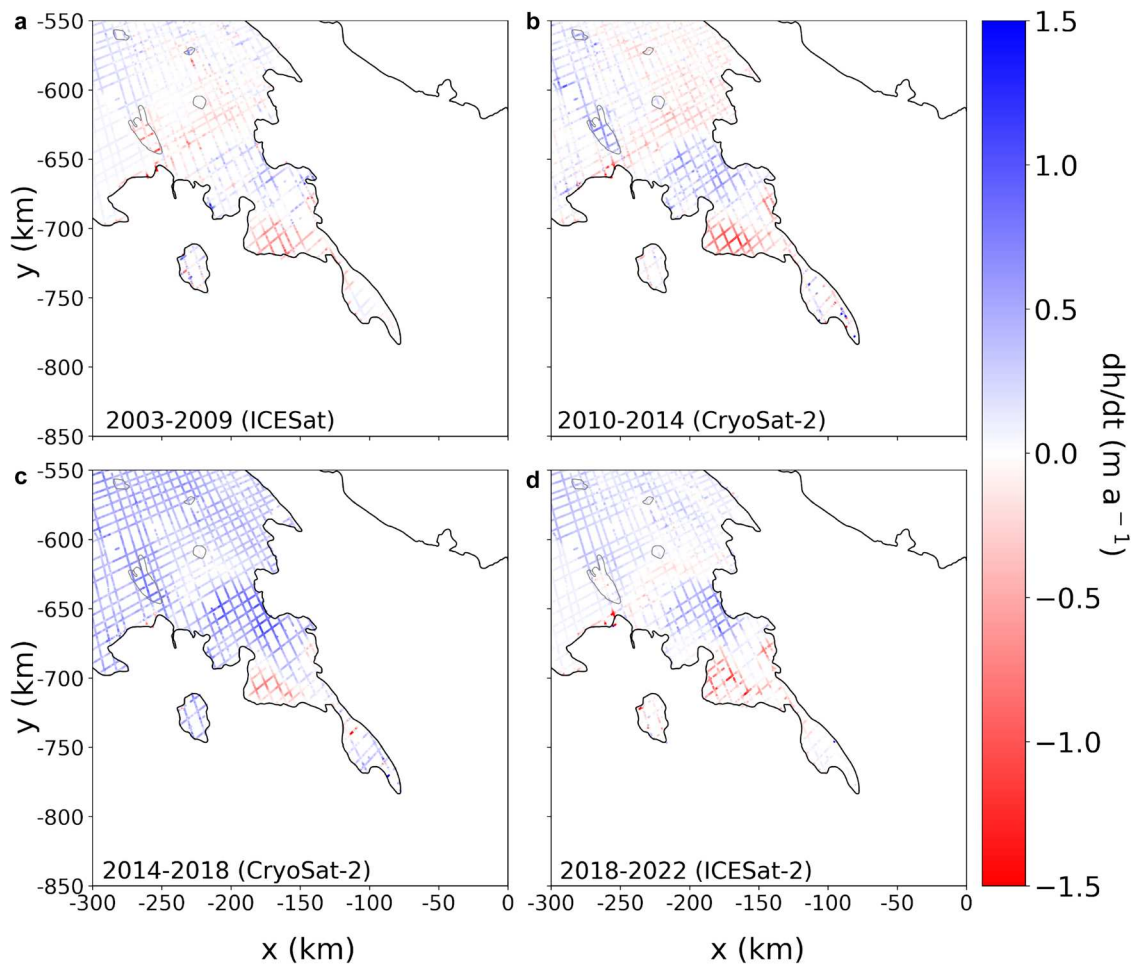 a
b
-550
-600
-650
-700
-750
-800
-850
y (km)
2003-2009 (ICESat)
2010-2014 (CryoSat-2)
c
d
-550
-600
-650
-700
-750
-800
-850
y (km)
2014-2018 (CryoSat-2)
2018-2022 (ICESat-2)
-300 -250 -200 -150 -100 -50 0
-300 -250 -200 -150 -100 -50 0
x (km)
x (km)
1.5
1.0
0.5
0.0
−0.5
−1.0
−1.5
dh/dt (m a⁻¹)